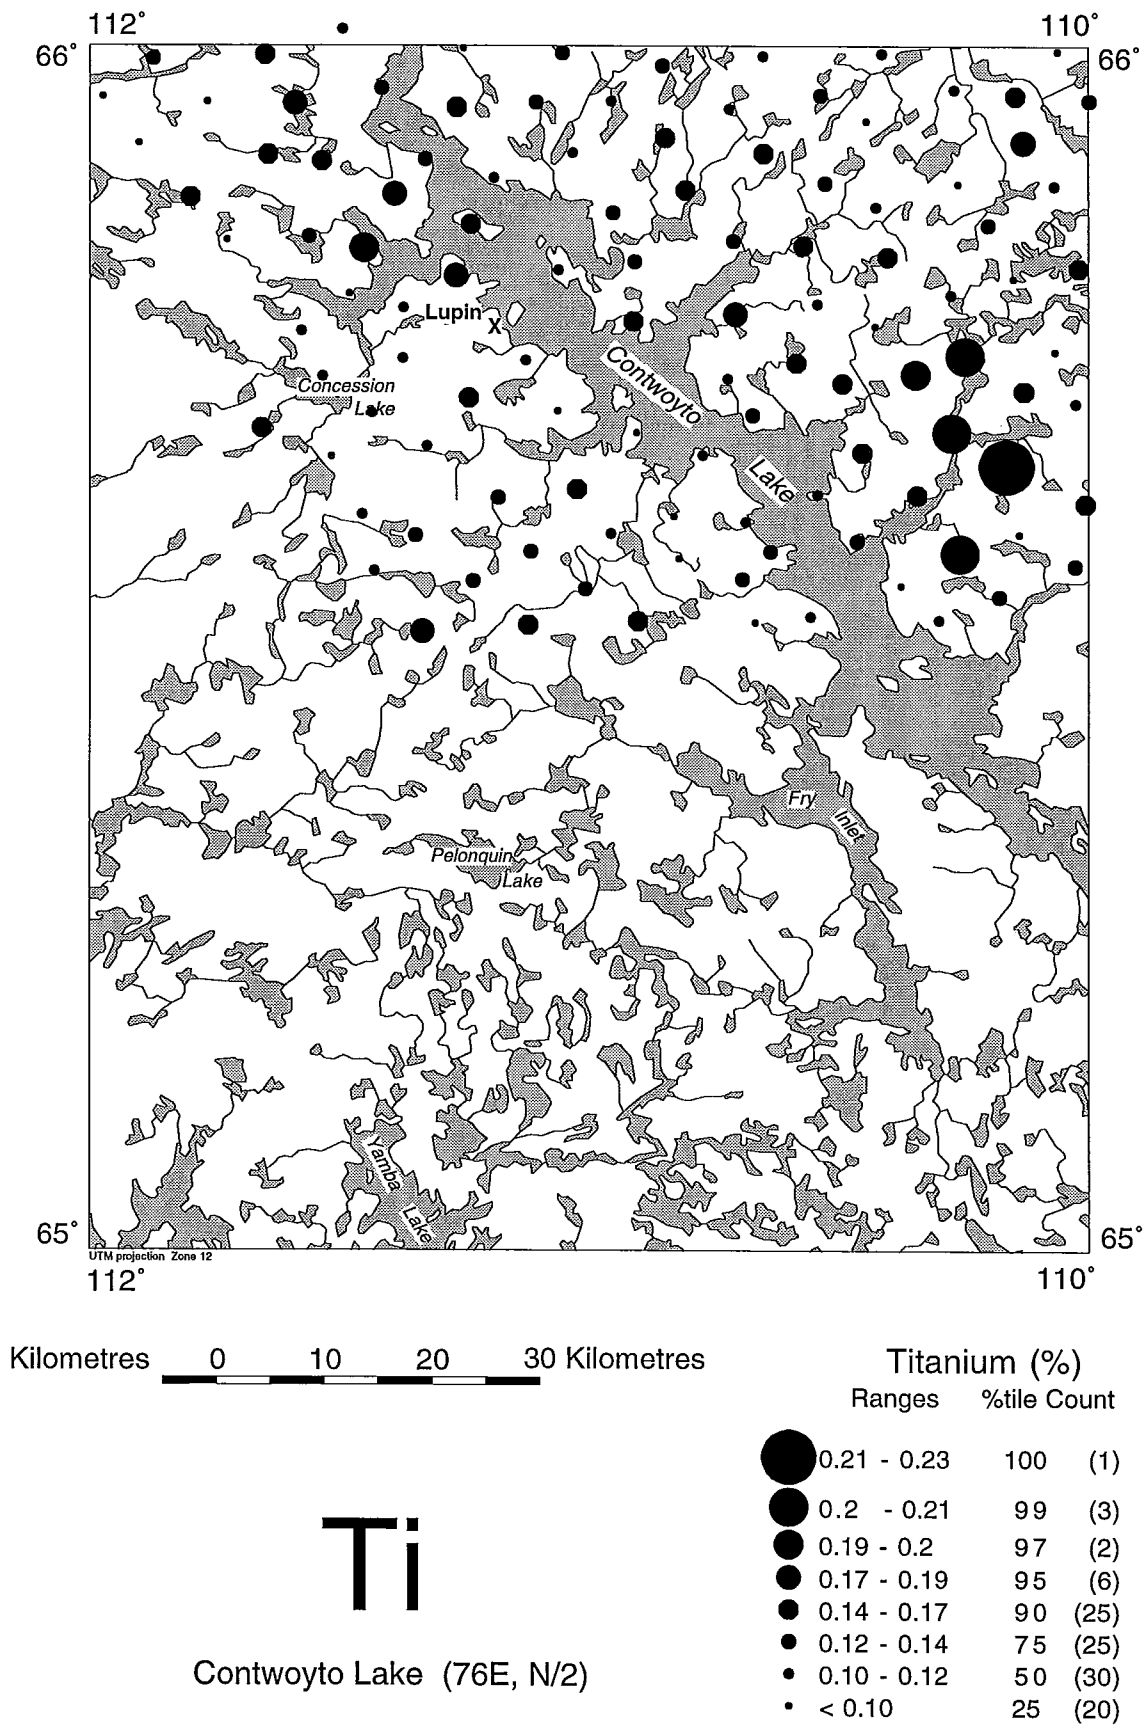 112° 110°
66° 66°
Lupin
X
Contwoyto
Concession
Lake
Lake
Fry
Inlet
Pelonquin
Lake
Yamba
Lake
65° 65°
UTM projection Zone 12
112° 110°
Kilometres 0 10 20 30 Kilometres
Titanium (%)
Ranges %tile Count
0.21 - 0.23 100 (1)
0.2 - 0.21 99 (3)
0.19 - 0.2 97 (2)
0.17 - 0.19 95 (6)
0.14 - 0.17 90 (25)
0.12 - 0.14 75 (25)
0.10 - 0.12 50 (30)
< 0.10 25 (20)
Ti
Contwoyto Lake (76E, N/2)